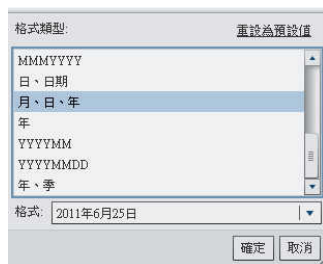 格式類型: 重設為預設值
MMMYYYY
日、日期
月、日、年
年
YYYYMM
YYYYMMDD
年、季
格式: 2011年6月25日
確定 取消